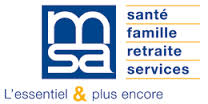 msa
santé
famille
retraite
services
L'essentiel & plus encore